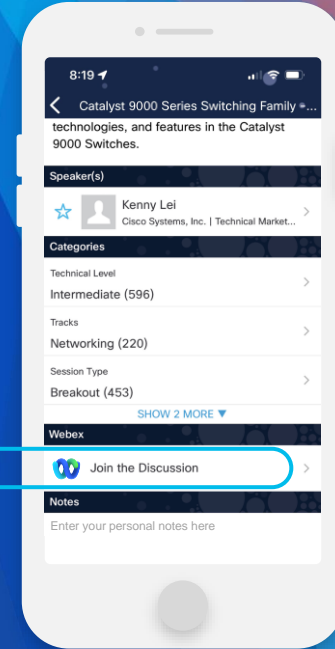 8:19
Catalyst 9000 Series Switching Family -...
technologies, and features in the Catalyst
9000 Switches.
Speaker(s)
Kenny Lei
Cisco Systems, Inc. | Technical Market...
Categories
Technical Level
Intermediate (596)
Tracks
Networking (220)
Session Type
Breakout (453)
SHOW 2 MORE ▼
Webex
Join the Discussion
Notes
Enter your personal notes here